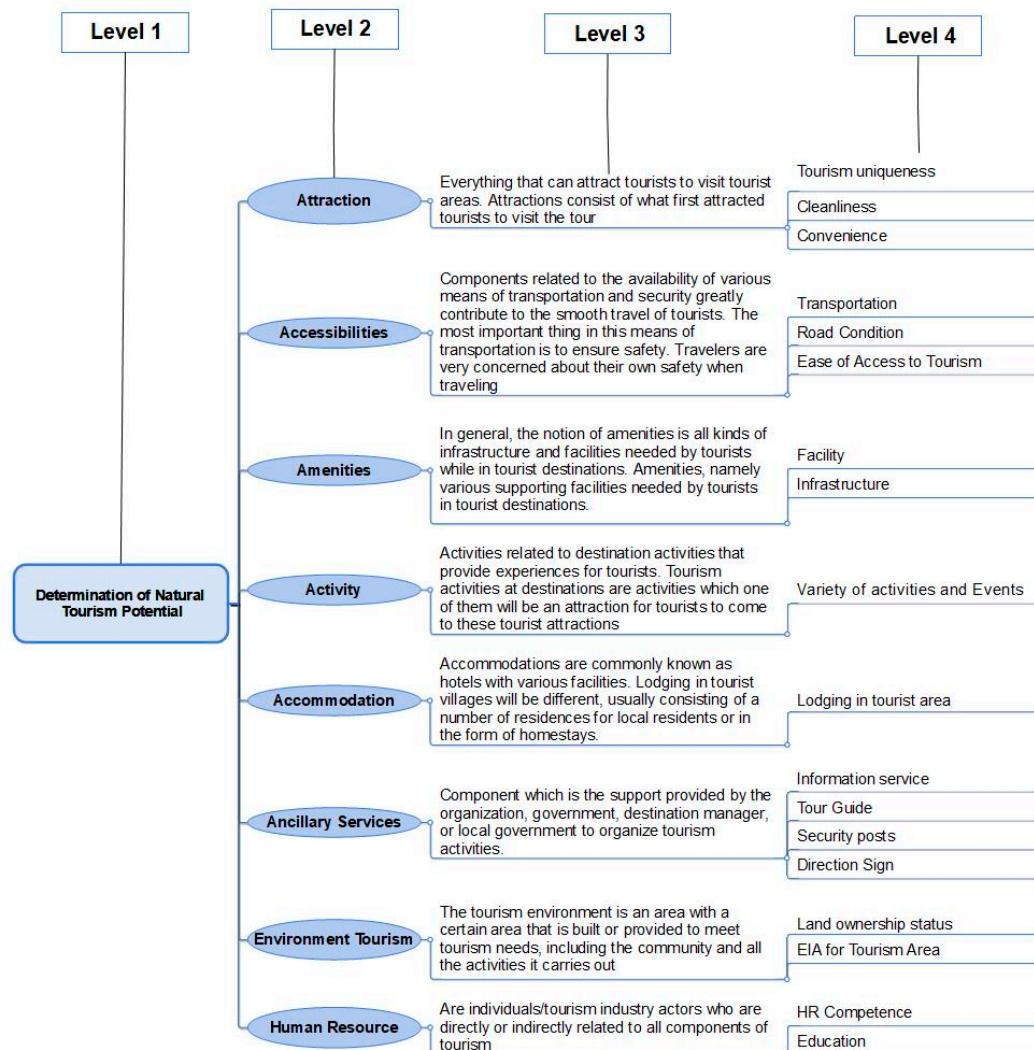 Level 1
Level 2
Level 3
Level 4
Determination of Natural
Tourism Potential
Attraction
Everything that can attract tourists to visit tourist
areas. Attractions consist of what first attracted
tourists to visit the tour
Tourism uniqueness
Cleanliness
Convenience
Accessibilities
Components related to the availability of various
means of transportation and security greatly
contribute to the smooth travel of tourists. The
most important thing in this means of
transportation is to ensure safety. Travelers are
very concerned about their own safety when
traveling
Transportation
Road Condition
Ease of Access to Tourism
Amenities
In general, the notion of amenities is all kinds of
infrastructure and facilities needed by tourists
while in tourist destinations. Amenities, namely
various supporting facilities needed by tourists
in tourist destinations.
Facility
Infrastructure
Activity
Activities related to destination activities that
provide experiences for tourists. Tourism
activities at destinations are activities which one
of them will be an attraction for tourists to come
to these tourist attractions
Variety of activities and Events
Accommodation
Accommodations are commonly known as
hotels with various facilities. Lodging in tourist
villages will be different, usually consisting of a
number of residences for local residents or in
the form of homestays.
Lodging in tourist area
Ancillary Services
Component which is the support provided by the
organization, government, destination manager,
or local government to organize tourism
activities.
Information service
Tour Guide
Security posts
Direction Sign
Environment Tourism
The tourism environment is an area with a
certain area that is built or provided to meet
tourism needs, including the community and all
the activities it carries out
Land ownership status
EIA for Tourism Area
Human Resource
Are individuals/tourism industry actors who are
directly or indirectly related to all components of
tourism
HR Competence
Education